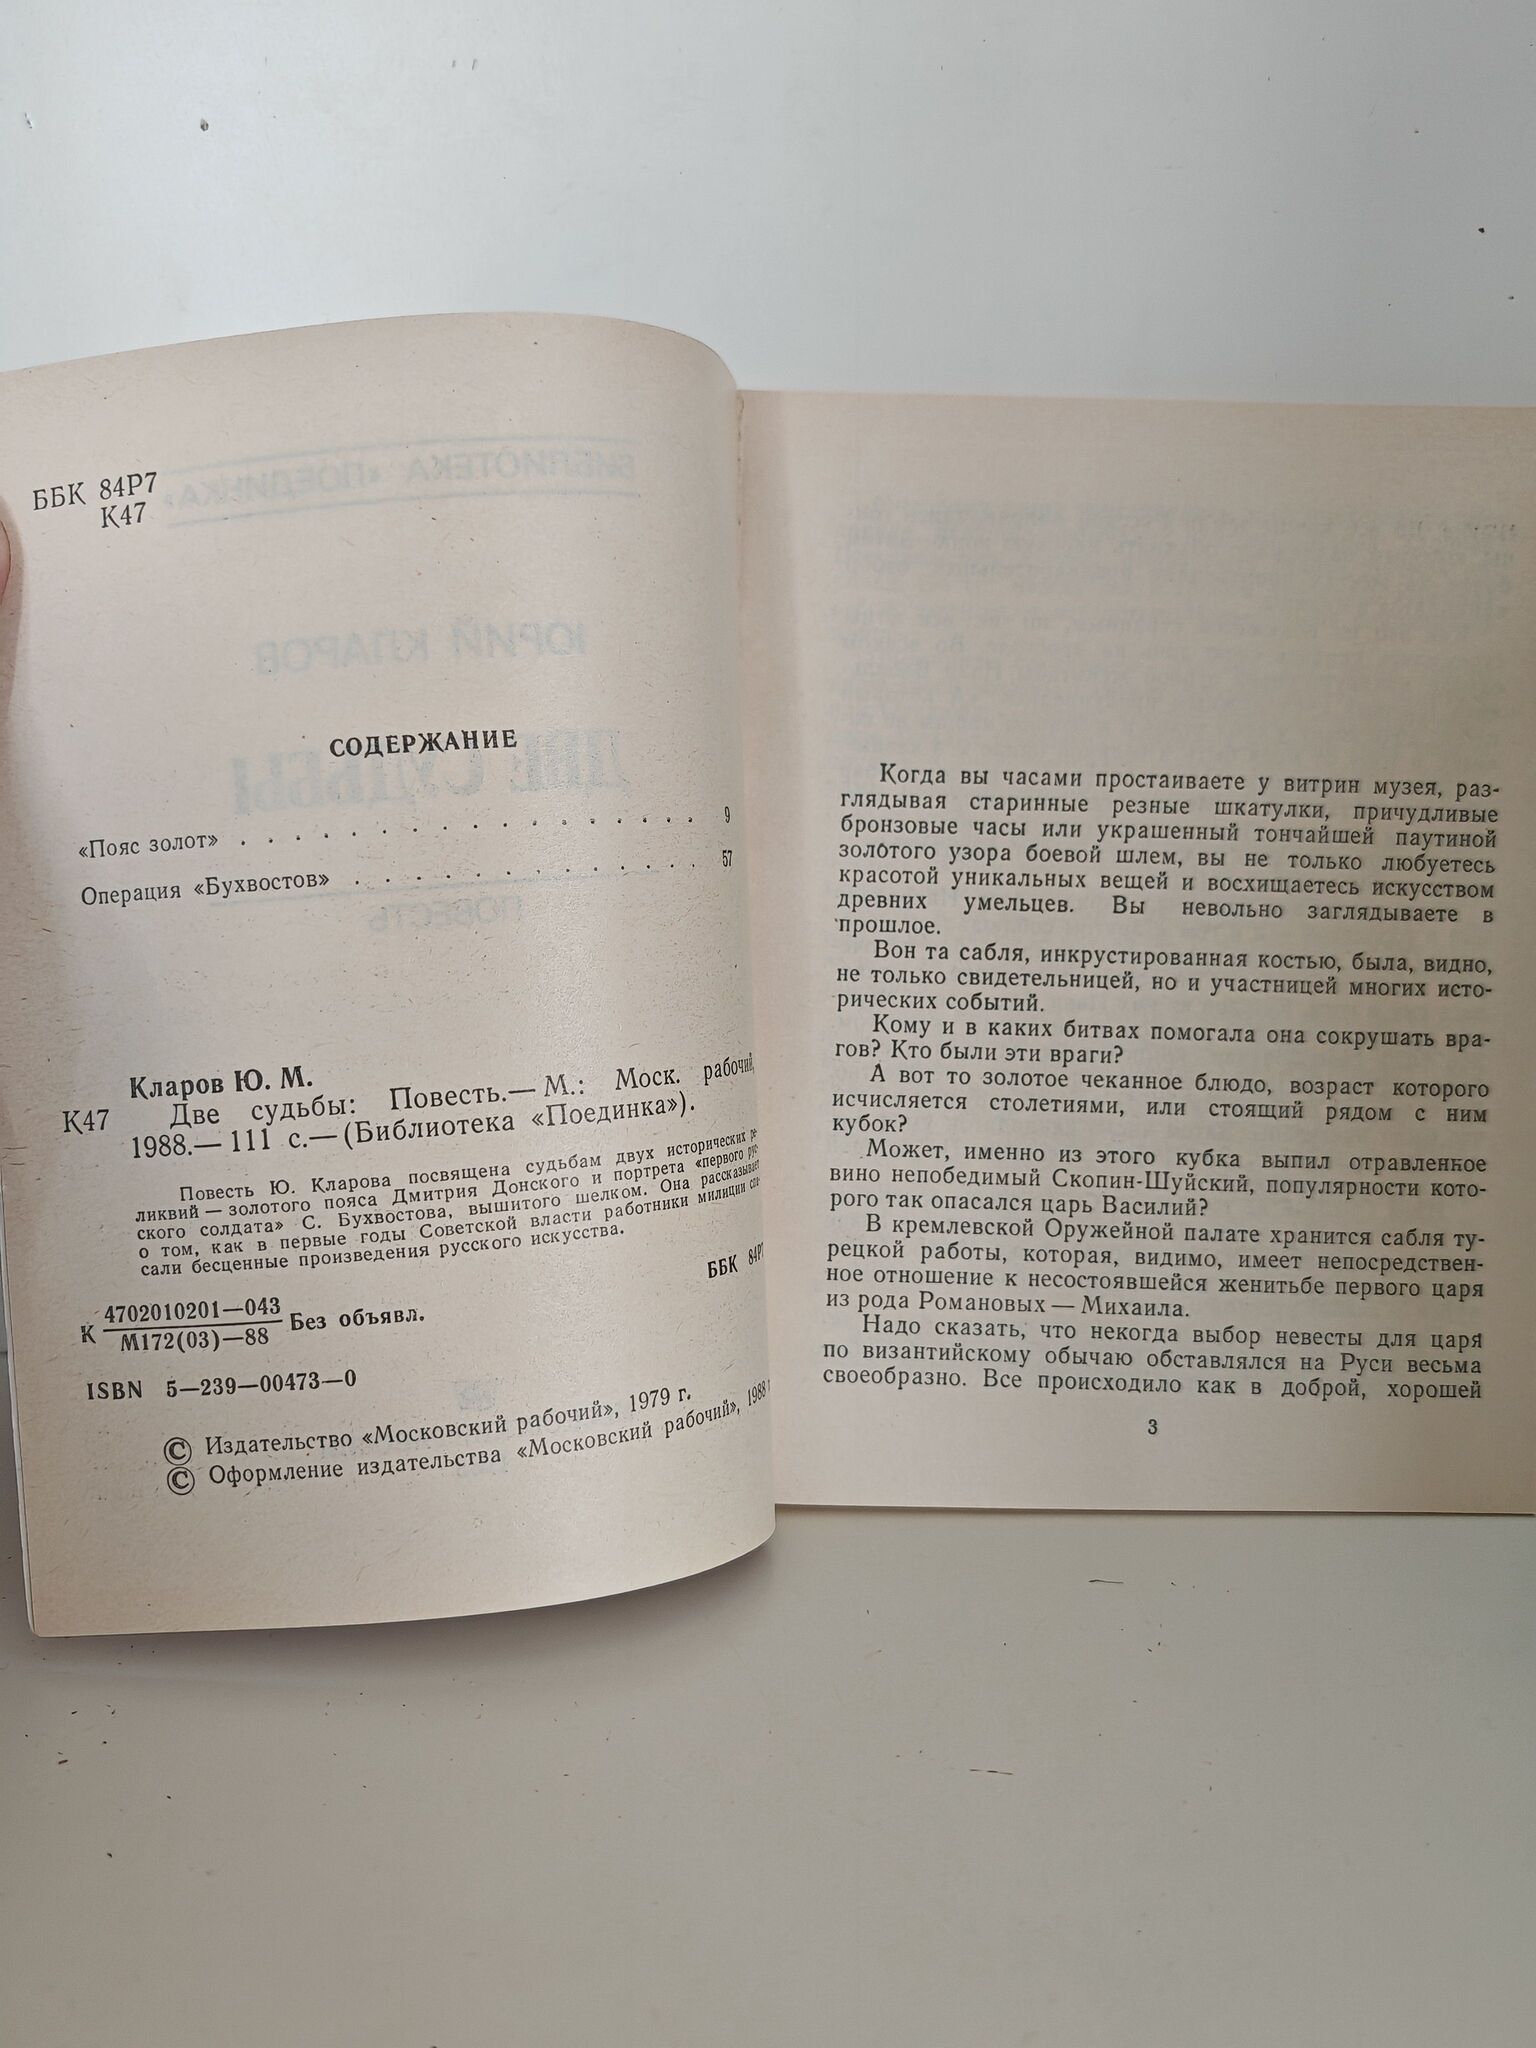 ББК 84Р7
К47
СОДЕРЖАНИЕ
«Пояс золот» . . . . . . . . . . . . . . . . . 9
Операция «Бухвостов» . . . . . . . . . . . . . 57
Кларов Ю. М.
К47 Две судьбы: Повесть.— М.: Моск. рабочий,
1988.— 111 с.— (Библиотека «Поединка»).
Повесть Ю. Кларова посвящена судьбам двух исторических ре-
ликвий — золотого пояса Дмитрия Донского и портрета «первого рус-
ского солдата» С. Бухвостова, вышитого шелком. Она рассказывает
о том, как в первые годы Советской власти работники милиции спа-
сали бесценные произведения русского искусства.
ББК 84Р7
К 4702010201—043
М172(03)—88 Без объявл.
ISBN 5—239—00473—0
© Издательство «Московский рабочий», 1979 г.
© Оформление издательства «Московский рабочий», 1988 г
Когда вы часами простаиваете у витрин музея, раз-
глядывая старинные резные шкатулки, причудливые
бронзовые часы или украшенный тончайшей паутиной
золотого узора боевой шлем, вы не только любуетесь
красотой уникальных вещей и восхищаетесь искусством
древних умельцев. Вы невольно заглядываете в
прошлое.
Вон та сабля, инкрустированная костью, была, видно,
не только свидетельницей, но и участницей многих исто-
рических событий.
Кому и в каких битвах помогала она сокрушать вра-
гов? Кто были эти враги?
А вот то золотое чеканное блюдо, возраст которого
исчисляется столетиями, или стоящий рядом с ним
кубок?
Может, именно из этого кубка выпил отравленное
вино непобедимый Скопин-Шуйский, популярности кото-
рого так опасался царь Василий?
В кремлевской Оружейной палате хранится сабля ту-
рецкой работы, которая, видимо, имеет непосредствен-
ное отношение к несостоявшейся женитьбе первого царя
из рода Романовых — Михаила.
Надо сказать, что некогда выбор невесты для царя
по византийскому обычаю обставлялся на Руси весьма
своеобразно. Все происходило как в доброй, хорошей
3